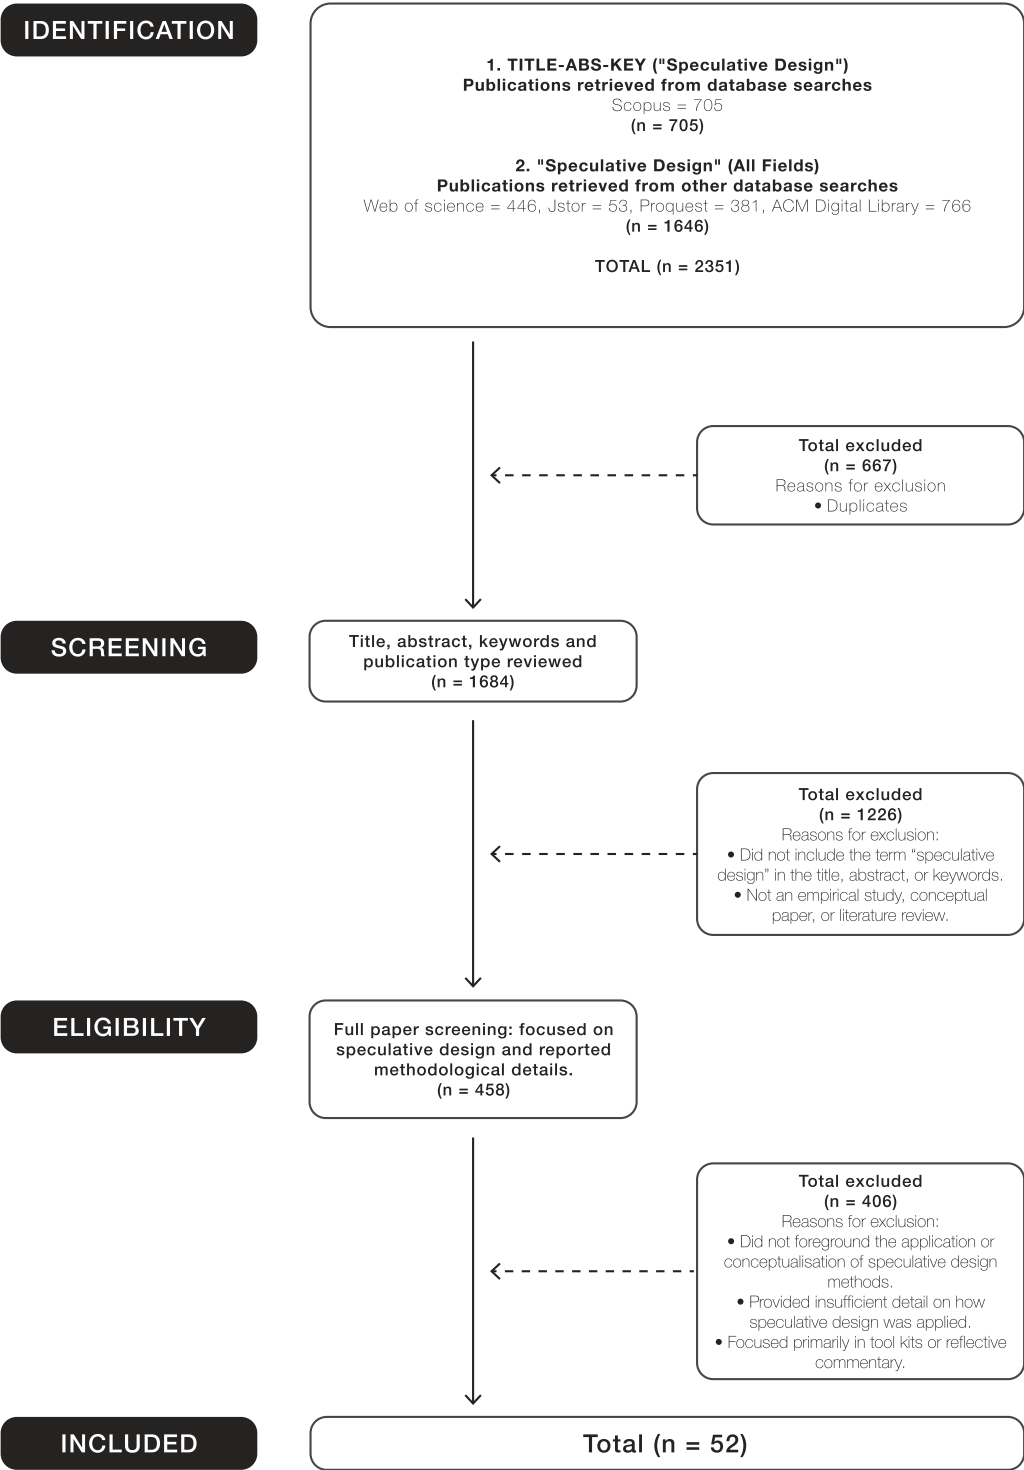 IDENTIFICATION
1. TITLE-ABS-KEY ("Speculative Design")
Publications retrieved from database searches
Scopus = 705
(n = 705)
2. "Speculative Design" (All Fields)
Publications retrieved from other database searches
Web of science = 446, Jstor = 53, Proquest = 381, ACM Digital Library = 766
(n = 1646)
TOTAL (n = 2351)
Total excluded
(n = 667)
Reasons for exclusion
• Duplicates
SCREENING
Title, abstract, keywords and
publication type reviewed
(n = 1684)
Total excluded
(n = 1226)
Reasons for exclusion:
• Did not include the term “speculative
design” in the title, abstract, or keywords.
• Not an empirical study, conceptual
paper, or literature review.
ELIGIBILITY
Full paper screening: focused on
speculative design and reported
methodological details.
(n = 458)
Total excluded
(n = 406)
Reasons for exclusion:
• Did not foreground the application or
conceptualisation of speculative design
methods.
• Provided insufficient detail on how
speculative design was applied.
• Focused primarily in tool kits or reflective
commentary.
INCLUDED
Total (n = 52)